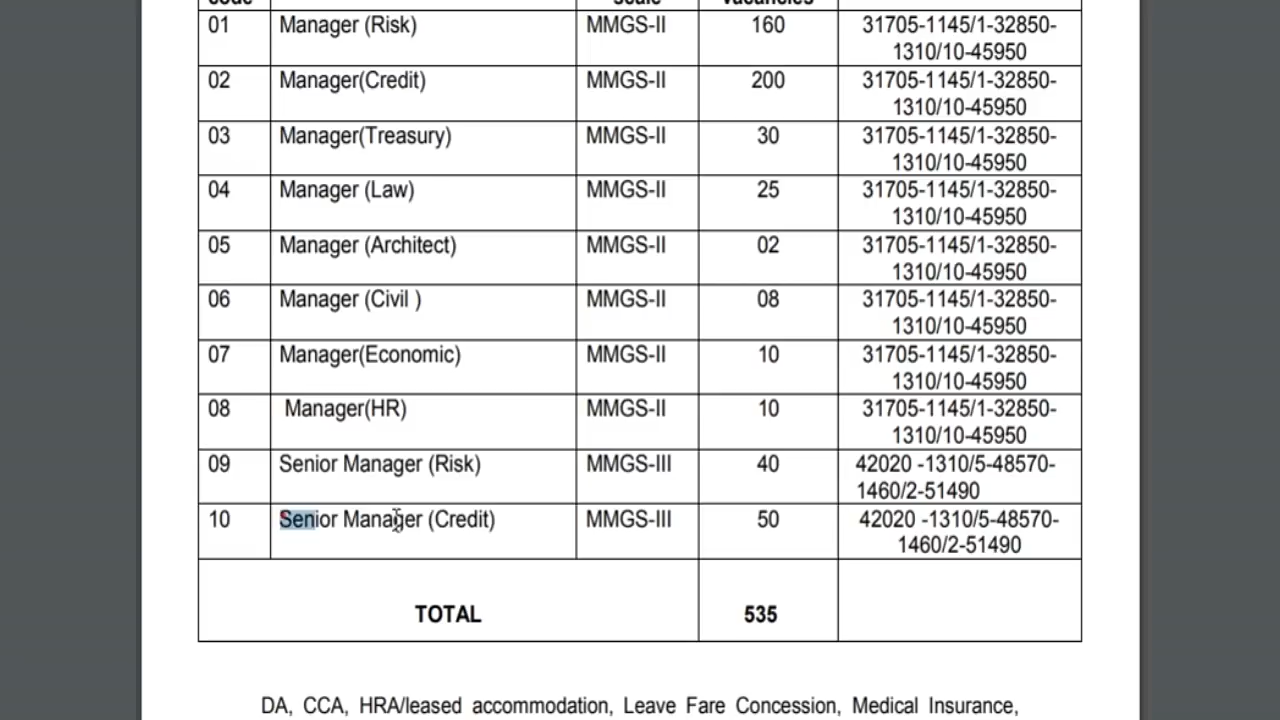 code scale vacancies
01 Manager (Risk) MMGS-II 160 31705-1145/1-32850-
1310/10-45950
02 Manager(Credit) MMGS-II 200 31705-1145/1-32850-
1310/10-45950
03 Manager(Treasury) MMGS-II 30 31705-1145/1-32850-
1310/10-45950
04 Manager (Law) MMGS-II 25 31705-1145/1-32850-
1310/10-45950
05 Manager (Architect) MMGS-II 02 31705-1145/1-32850-
1310/10-45950
06 Manager (Civil ) MMGS-II 08 31705-1145/1-32850-
1310/10-45950
07 Manager(Economic) MMGS-II 10 31705-1145/1-32850-
1310/10-45950
08 Manager(HR) MMGS-II 10 31705-1145/1-32850-
1310/10-45950
09 Senior Manager (Risk) MMGS-III 40 42020 -1310/5-48570-
1460/2-51490
10 Senior Manager (Credit) MMGS-III 50 42020 -1310/5-48570-
1460/2-51490
TOTAL 535
DA, CCA, HRA/leased accommodation, Leave Fare Concession, Medical Insurance,